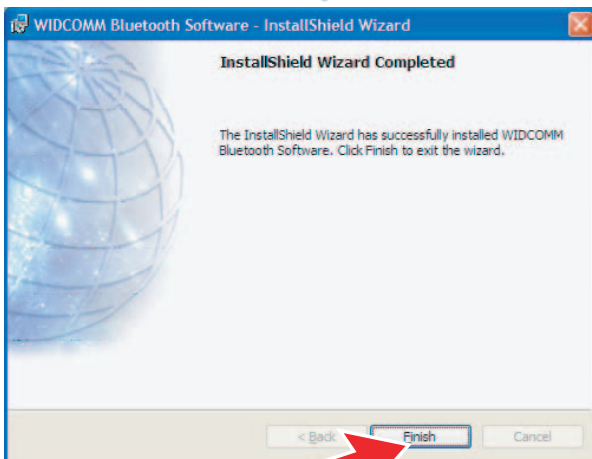 WIDCOMM Bluetooth Software - InstallShield Wizard
InstallShield Wizard Completed
The InstallShield Wizard has successfully installed WIDCOMM
Bluetooth Software. Click Finish to exit the wizard.
< Back Finish Cancel